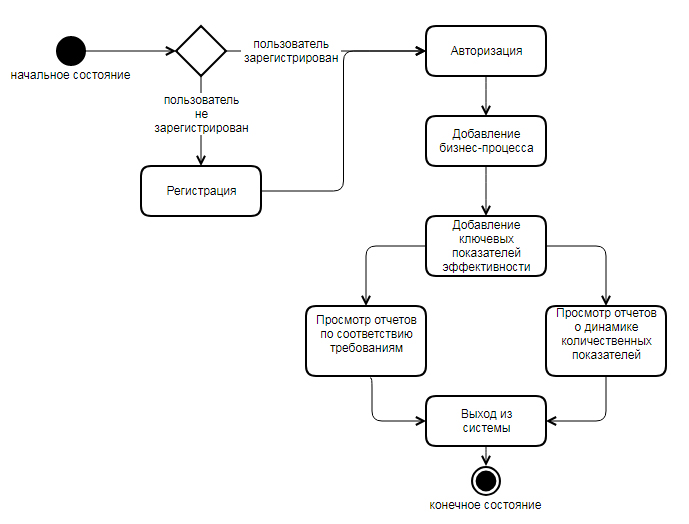 начальное состояние
пользователь
зарегистрирован
пользователь
не
зарегистрирован
Регистрация
Авторизация
Добавление
бизнес-процесса
Добавление
ключевых
показателей
эффективности
Просмотр отчетов
по соответствию
требованиям
Просмотр отчетов
о динамике
количественных
показателей
Выход из
системы
конечное состояние